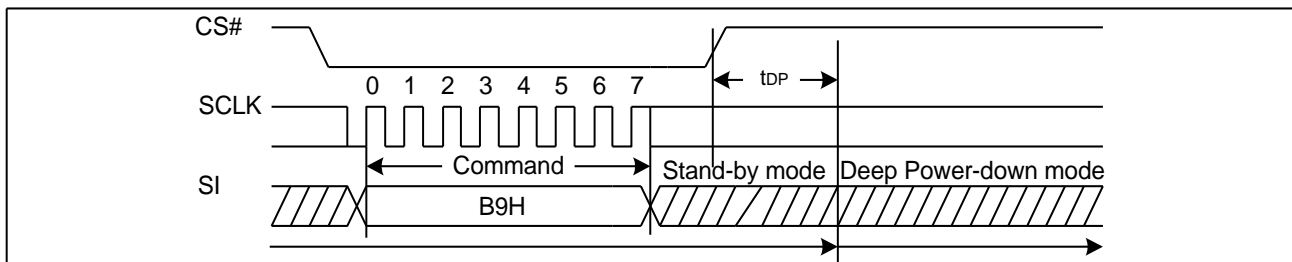 CS#
0 1 2 3 4 5 6 7
tDP
SCLK
Command
Stand-by mode
Deep Power-down mode
SI
B9H